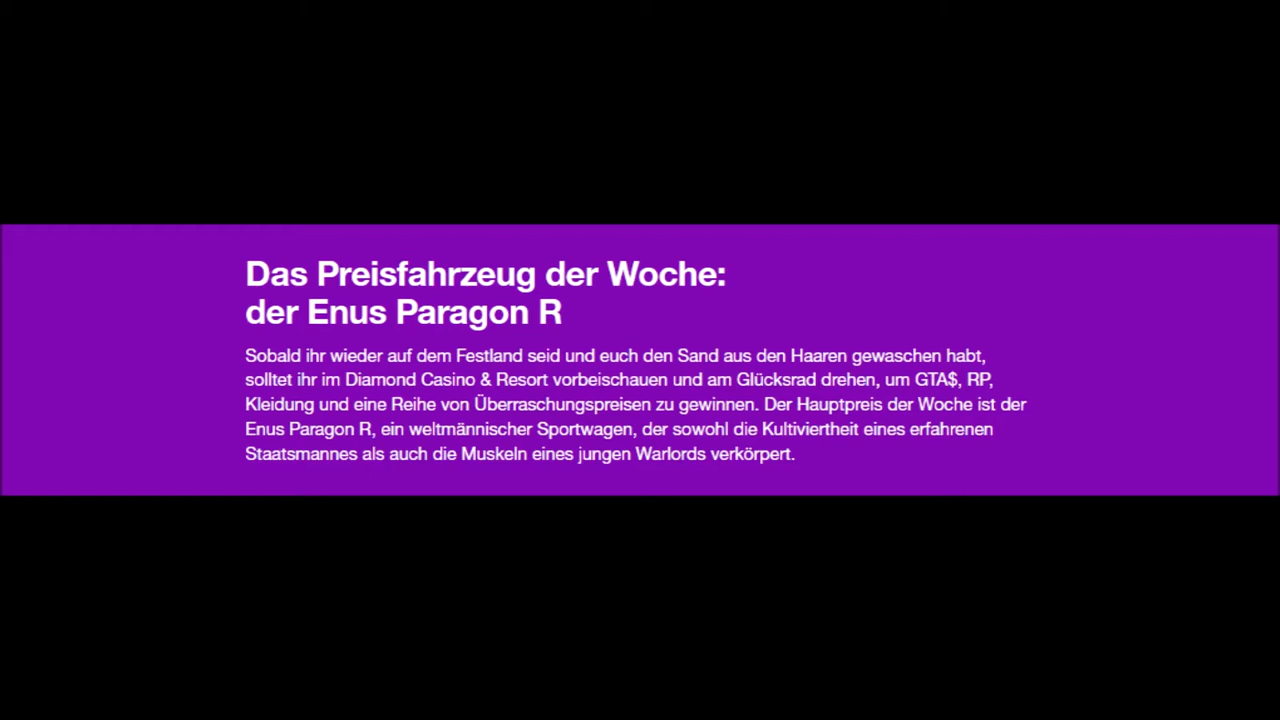 Das Preisfahrzeug der Woche:
der Enus Paragon R
Sobald ihr wieder auf dem Festland seid und euch den Sand aus den Haaren gewaschen habt,
solltet ihr im Diamond Casino & Resort vorbeischauen und am Glücksrad drehen, um GTA$, RP,
Kleidung und eine Reihe von Überraschungspreisen zu gewinnen. Der Hauptpreis der Woche ist der
Enus Paragon R, ein weltmännischer Sportwagen, der sowohl die Kultiviertheit eines erfahrenen
Staatsmannes als auch die Muskeln eines jungen Warlords verkörpert.